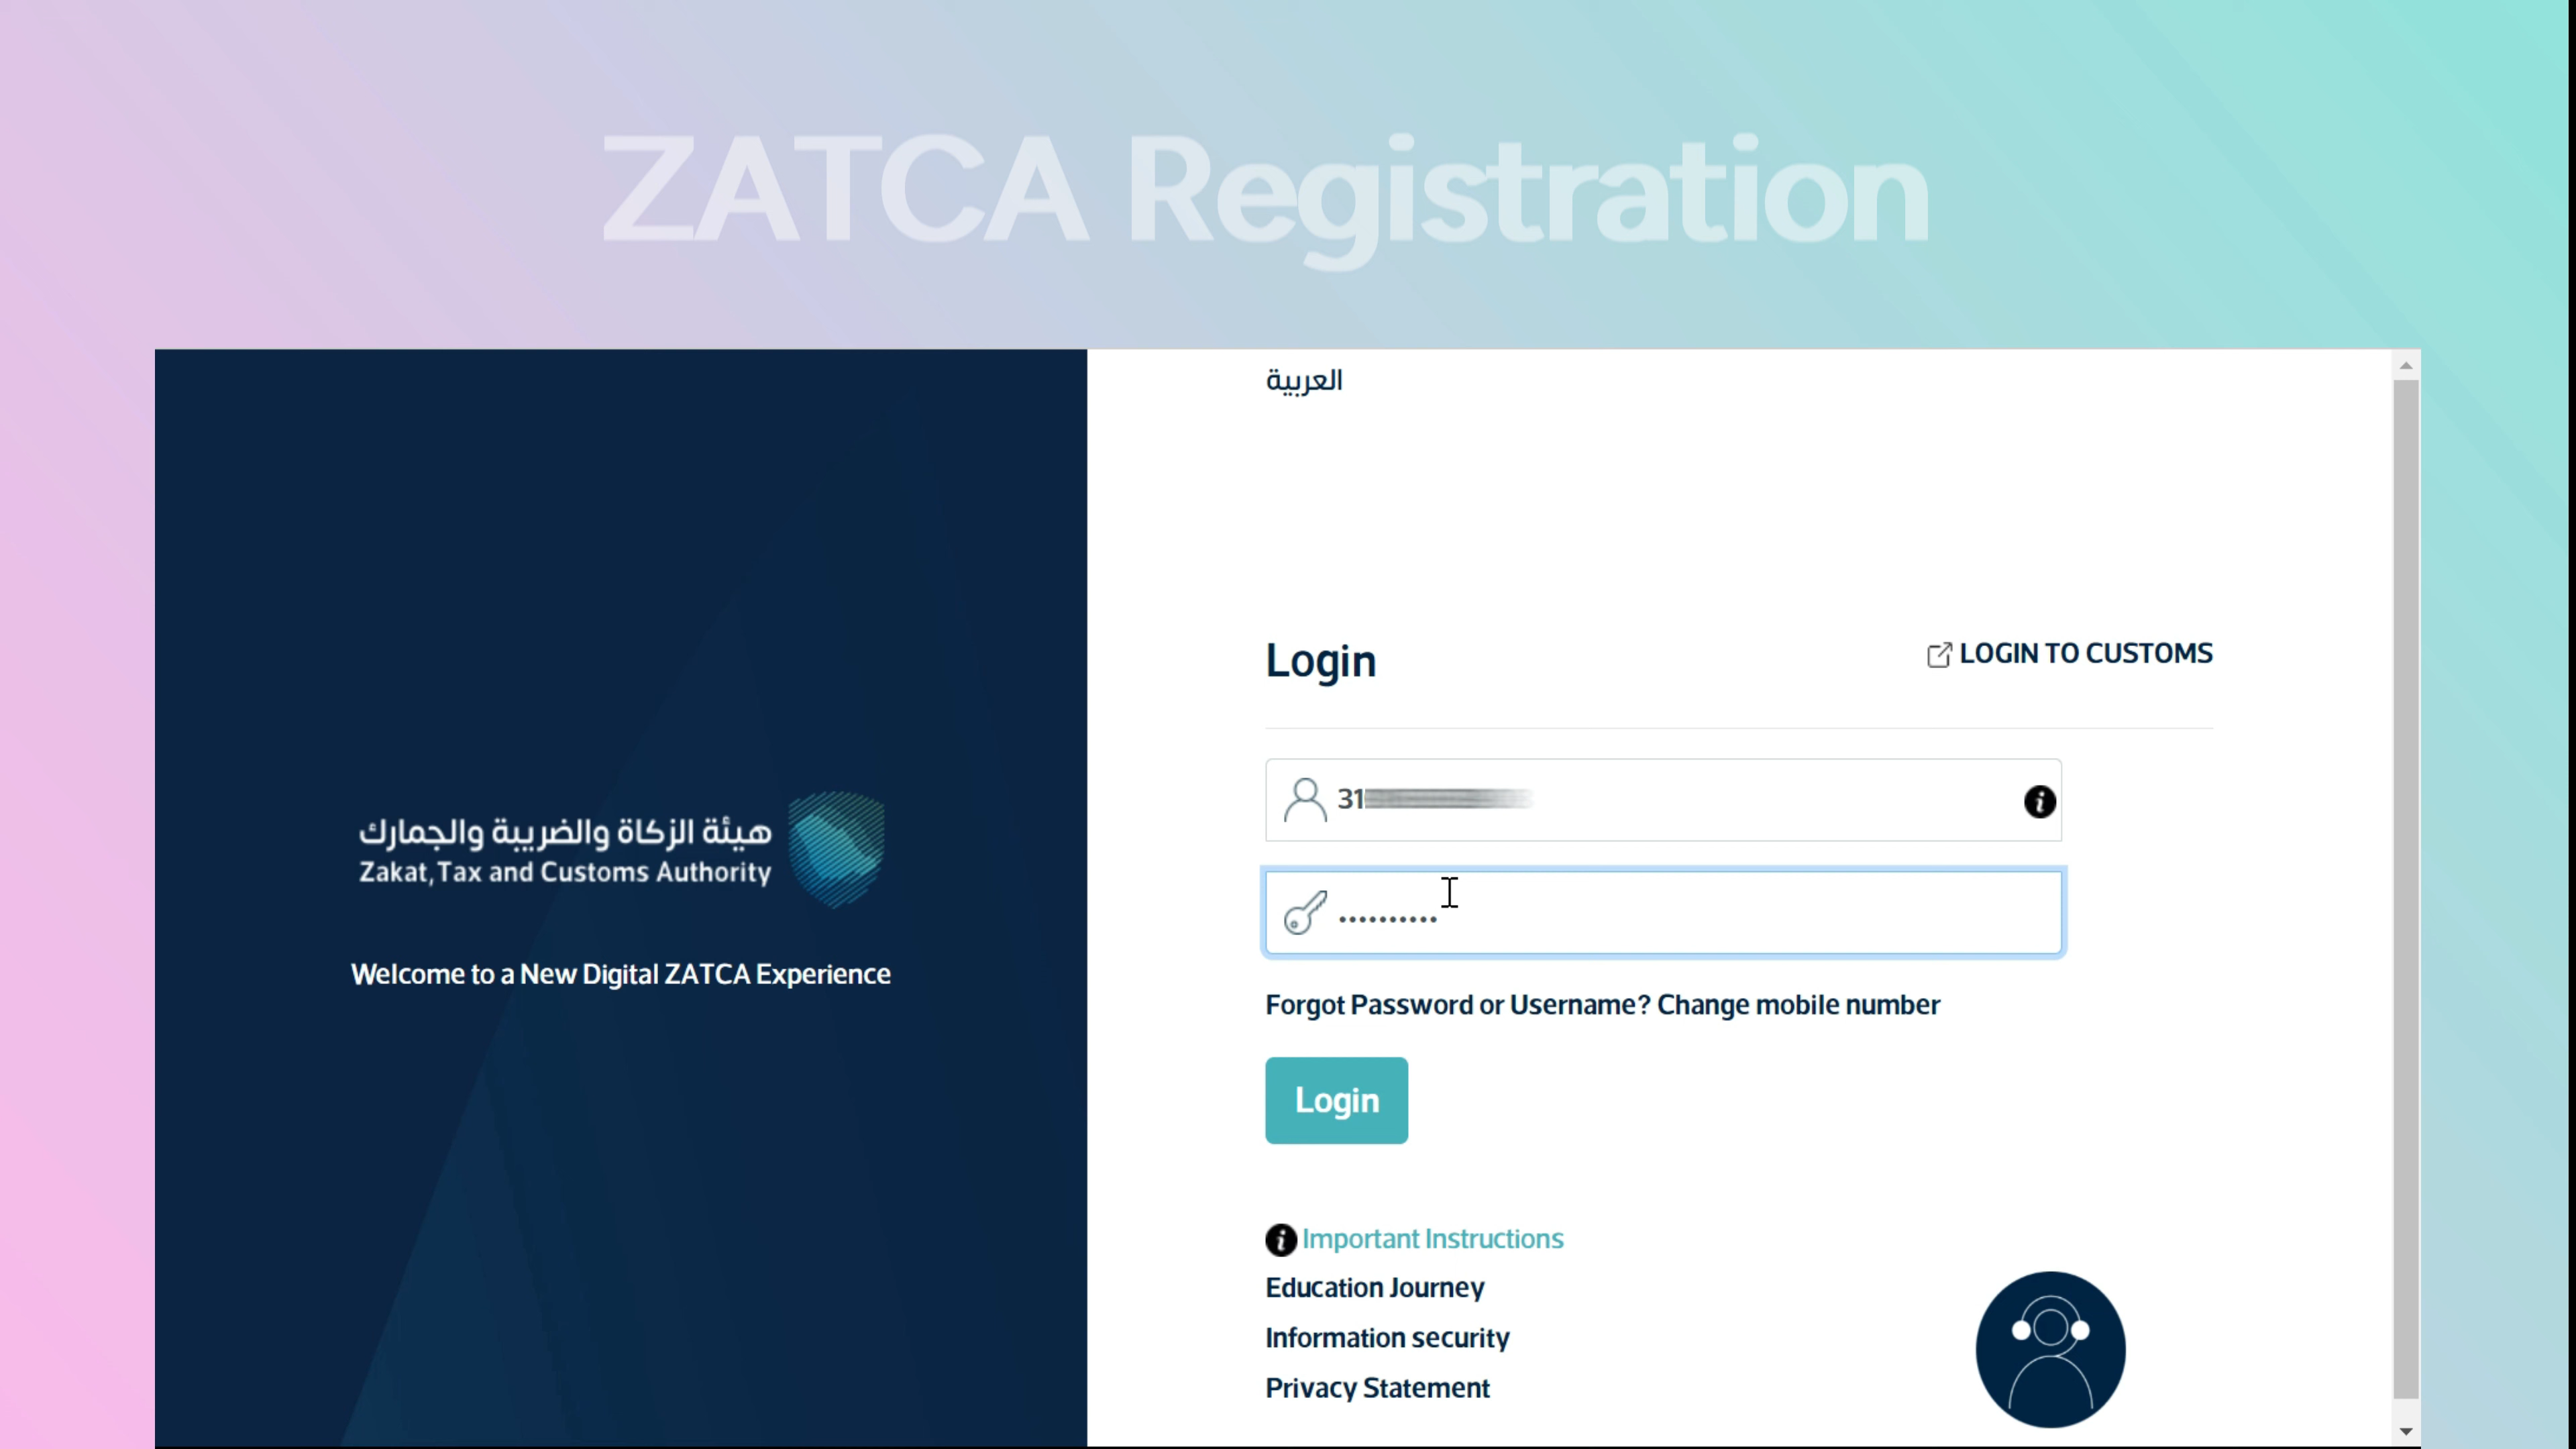 ZATCA Registration
العربية
هيئة الزكاة والضريبة والجمارك
Zakat, Tax and Customs Authority
Welcome to a New Digital ZATCA Experience
Login
LOGIN TO CUSTOMS
31
Forgot Password or Username? Change mobile number
Login
Important Instructions
Education Journey
Information security
Privacy Statement